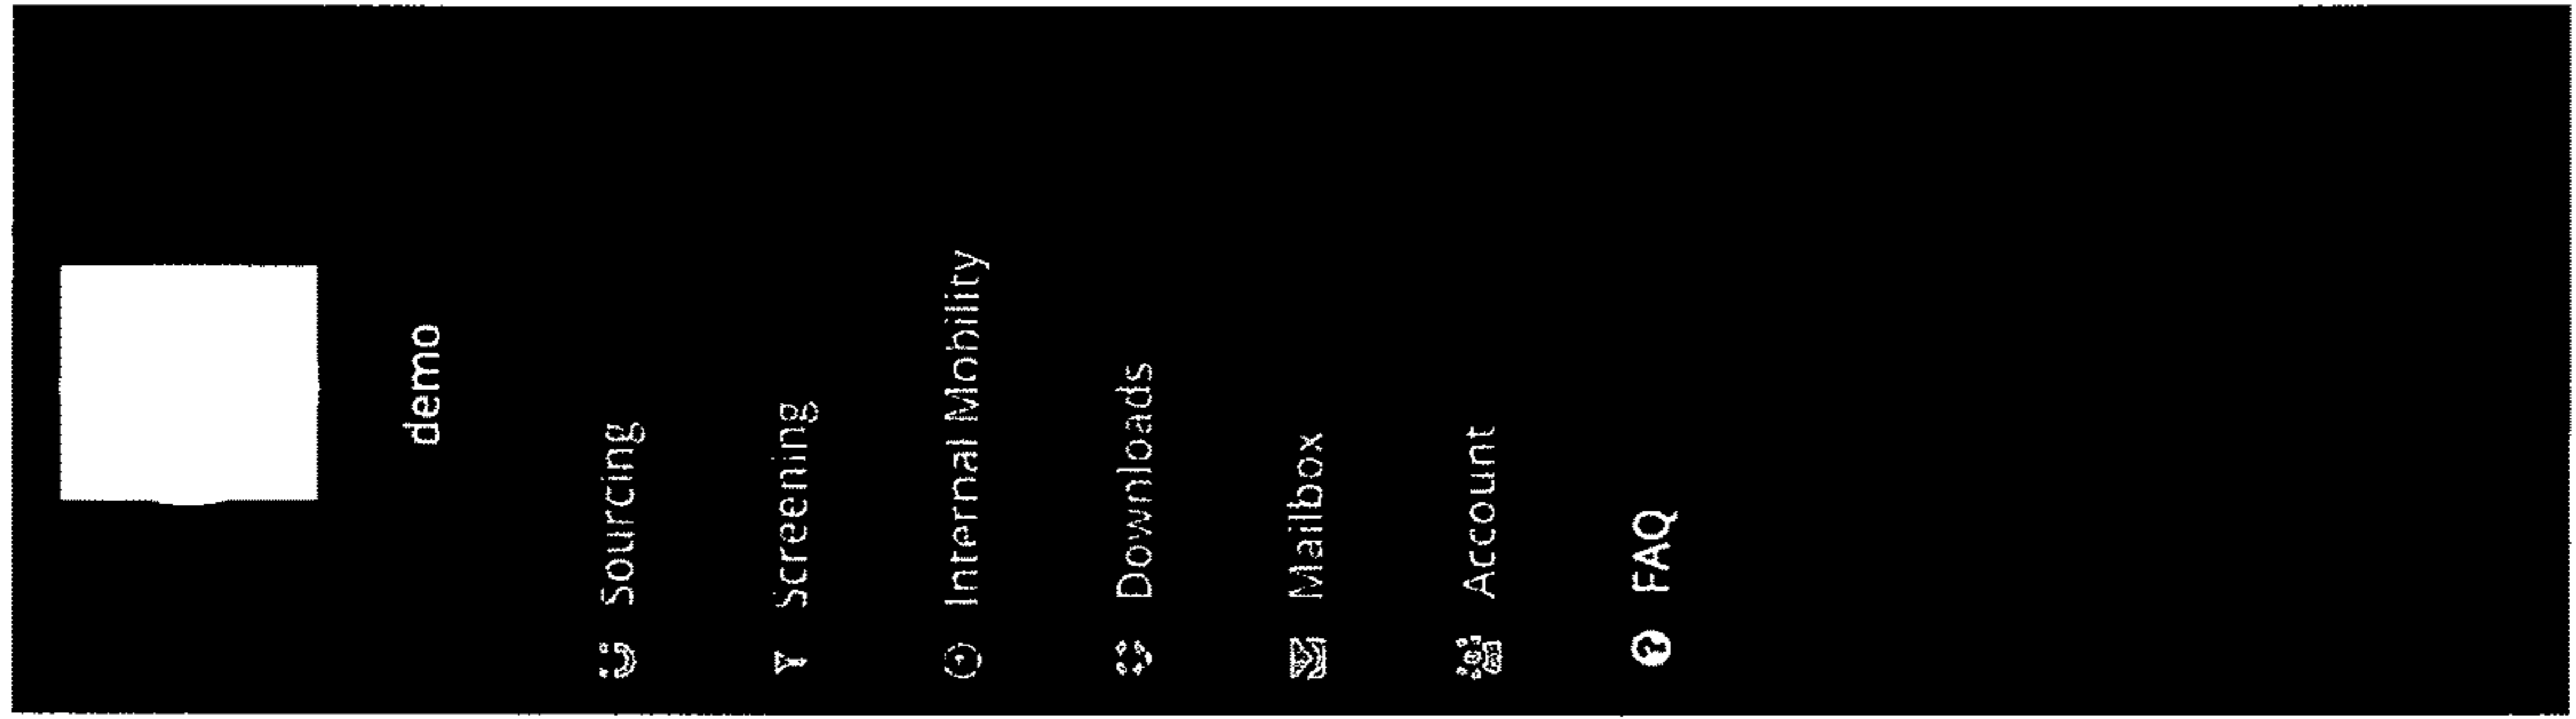 demo
Sourcing
Screening
Internal Mobility
Downloads
Mailbox
Account
FAQ